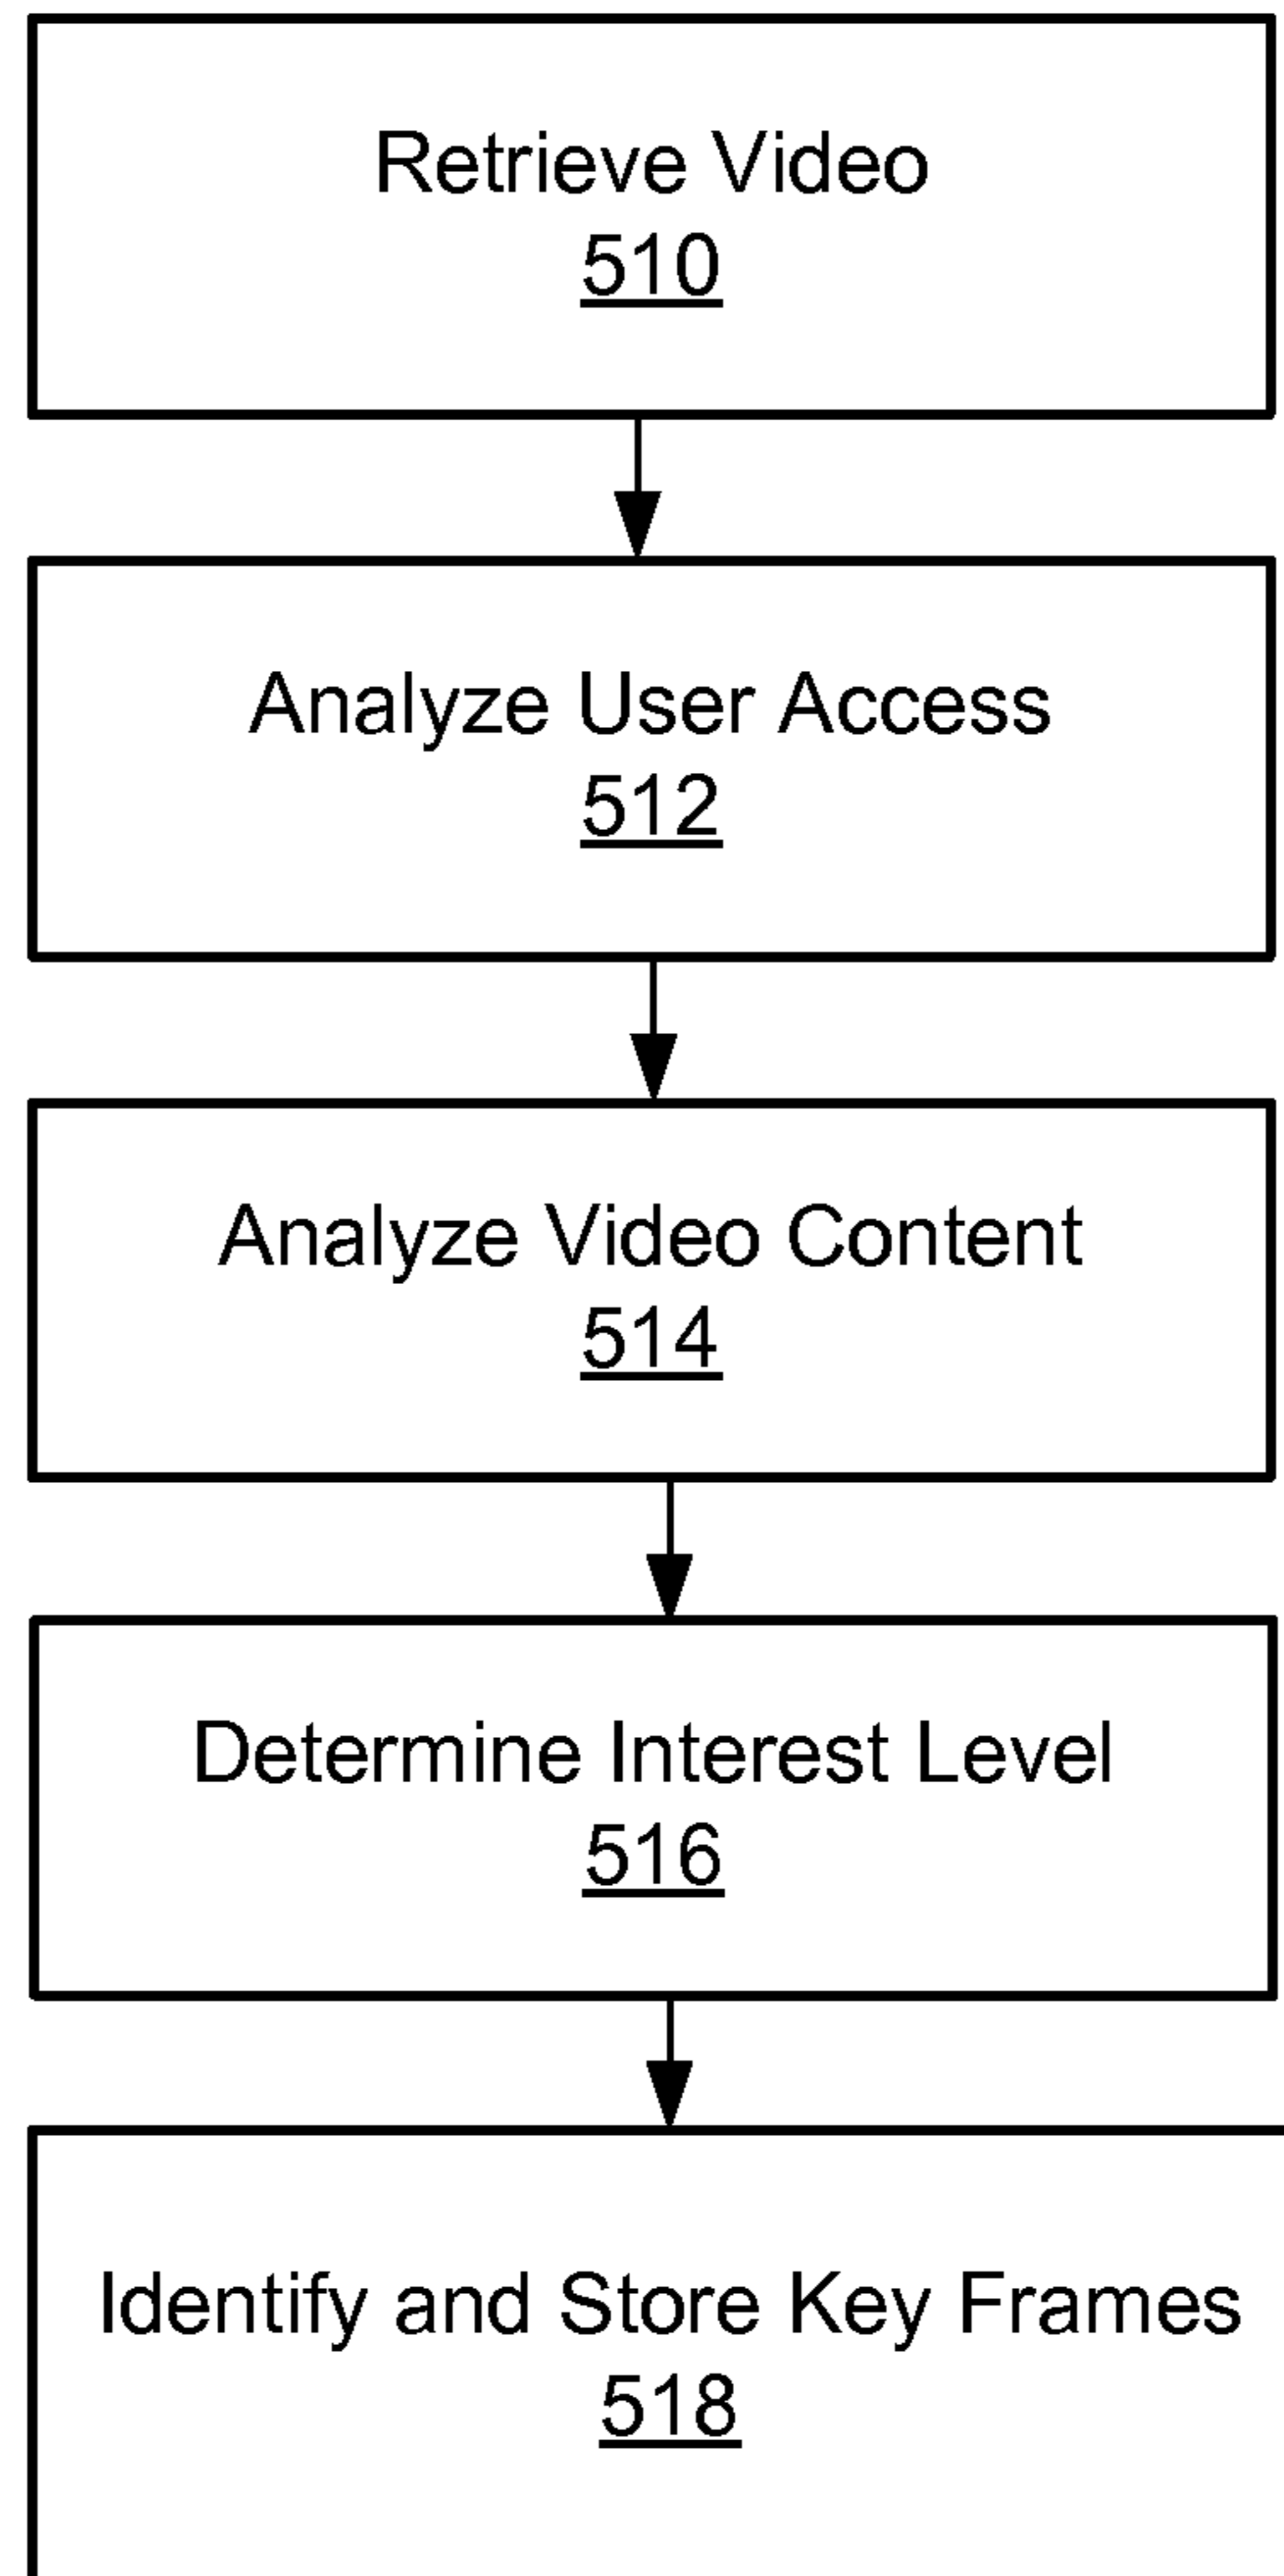 Retrieve Video
510
Analyze User Access
512
Analyze Video Content
514
Determine Interest Level
516
Identify and Store Key Frames
518